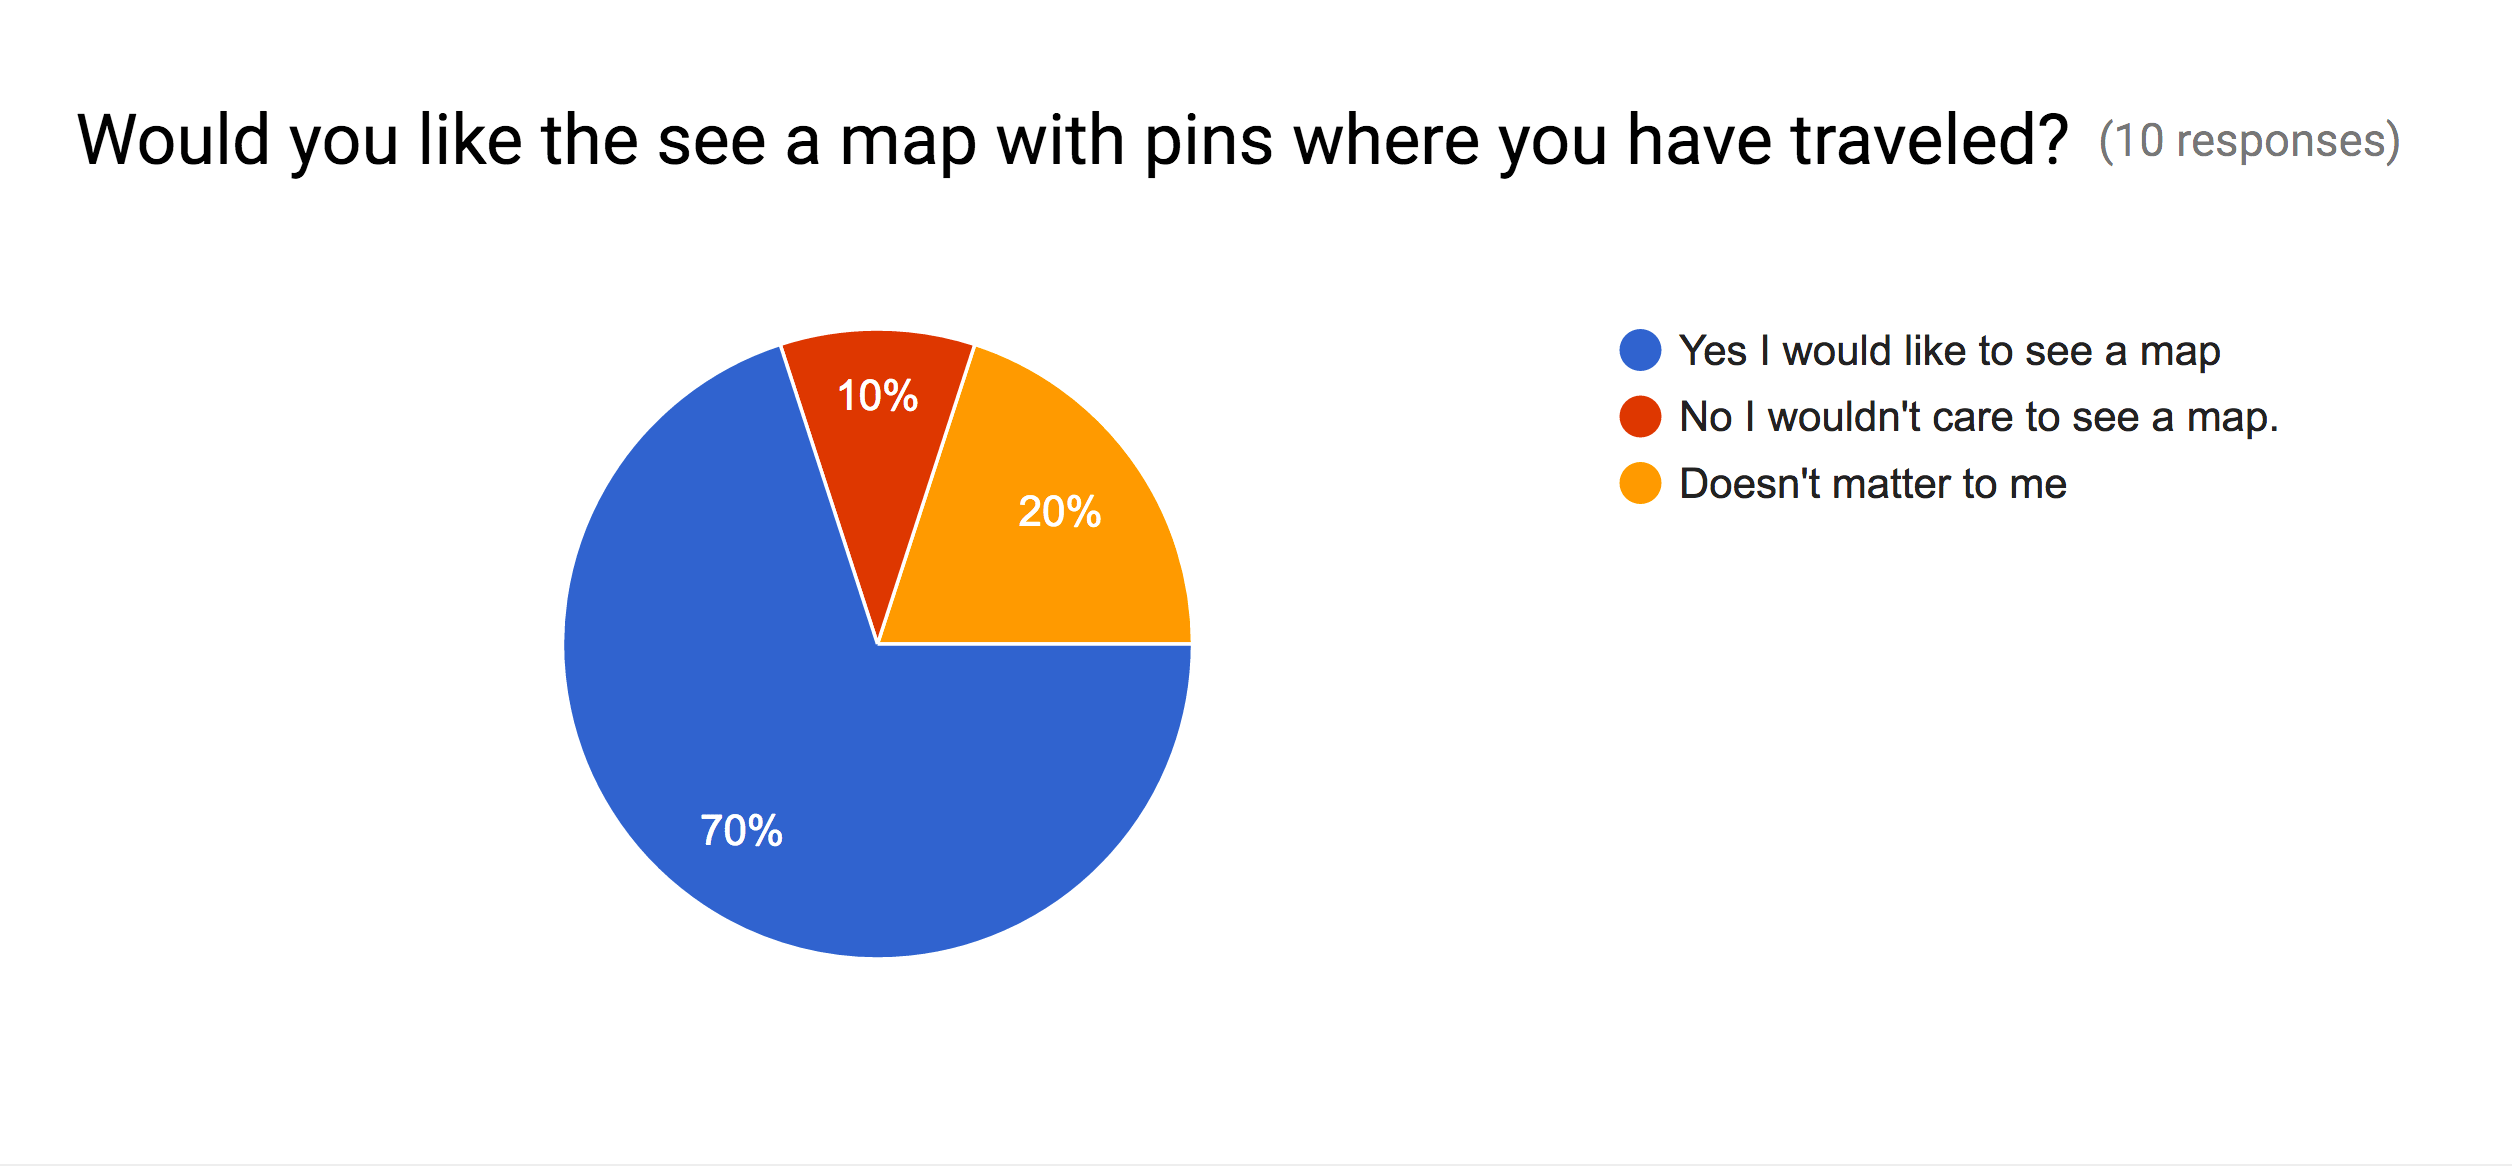 Would you like the see a map with pins where you have traveled? (10 responses)
Yes I would like to see a map
No I wouldn't care to see a map.
Doesn't matter to me
10%
20%
70%